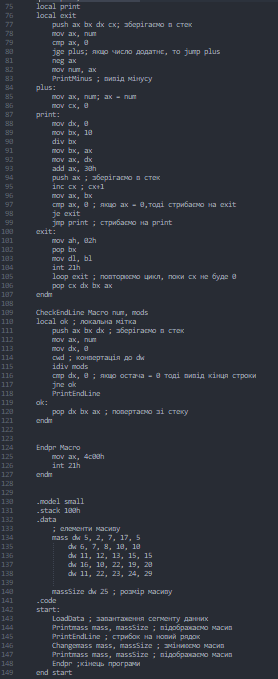 75 local print
76 local exit
77 push ax bx dx cx; зберігаємо в стек
78 mov ax, num
79 cmp ax, 0
80 jge plus; якщо число додатнє, то jump plus
81 neg ax
82 mov num, ax
83 PrintMinus ; вивід мінусу
84 plus:
85 mov ax, num; ax = num
86 mov cx, 0
87 print:
88 mov dx, 0
89 mov bx, 10
90 div bx
91 mov bx, ax
92 mov ax, dx
93 add ax, 30h
94 push ax ; зберігаємо в стек
95 inc cx ; cx+1
96 mov ax, bx
97 cmp ax, 0 ; якщо ax = 0,тоді стрибаємо на exit
98 je exit
99 jmp print ; стрибаємо на print
100 exit:
101 mov ah, 02h
102 pop bx
103 mov dl, bl
104 int 21h
105 loop exit ; повторюємо цикл, поки cx не буде 0
106 pop cx dx bx ax
107 endm
108
109 CheckEndLine Macro num, mods
110 local ok ; локальна мітка
111 push ax bx dx ; зберігаємо в стек
112 mov ax, num
113 mov dx, 0
114 cwd ; конвертація до dw
115 idiv mods
116 cmp dx, 0 ; якщо остача = 0 тоді вивід кінця строки
117 jne ok
118 PrintEndLine
119 ok:
120 pop dx bx ax ; повертаємо зі стеку
121 endm
122
123
124 Endpr Macro
125 mov ax, 4c00h
126 int 21h
127 endm
128
129
130 .model small
131 .stack 100h
132 .data
133 ; елементи масиву
134 mass dw 5, 2, 7, 17, 5
135 dw 6, 7, 8, 10, 10
136 dw 11, 12, 13, 15, 15
137 dw 16, 10, 22, 19, 20
138 dw 11, 22, 23, 24, 29
139
140 massSize dw 25 ; розмір масиву
141 .code
142 start:
143 LoadData ; завантаження сегменту данних
144 Printmass mass, massSize ; відображаємо масив
145 PrintEndLine ; стрибок на новий рядок
146 Changemass mass, massSize ; змінюємо масив
147 Printmass mass, massSize ; відображаємо масив
148 Endpr ;кінець програми
149 end start